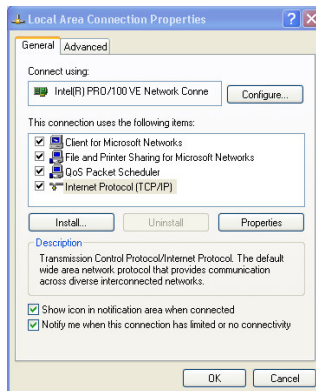 Local Area Connection Properties
General Advanced
Connect using:
Intel(R) PRO/100 VE Network Conne Configure...
This connection uses the following items:
Client for Microsoft Networks
File and Printer Sharing for Microsoft Networks
QoS Packet Scheduler
Internet Protocol (TCP/IP)
Install... Uninstall Properties
Description
Transmission Control Protocol/Internet Protocol. The default
wide area network protocol that provides communication
across diverse interconnected networks.
Show icon in notification area when connected
Notify me when this connection has limited or no connectivity
OK Cancel